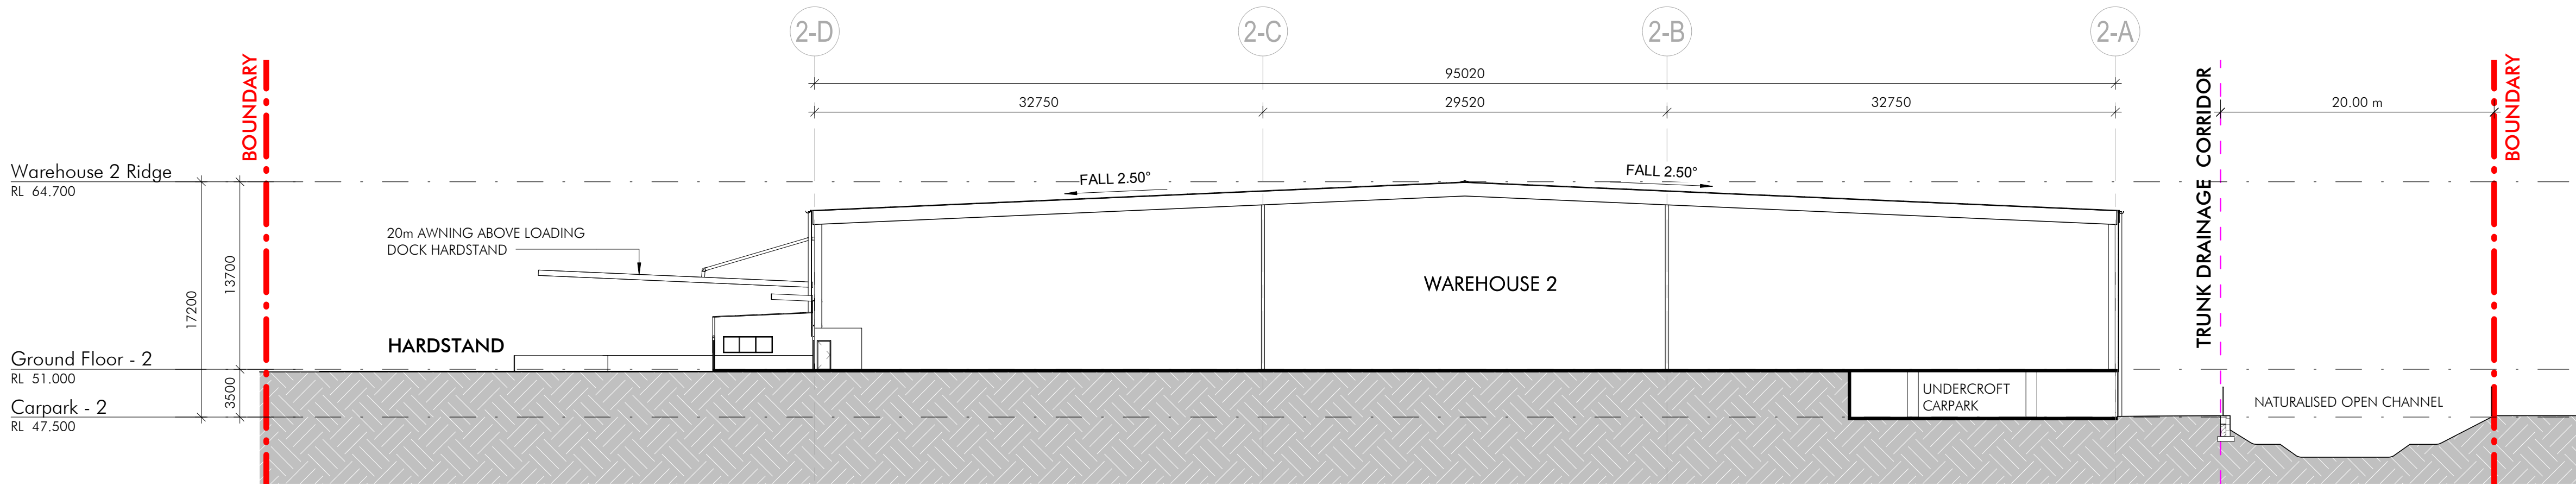 2-D
2-C
2-B
2-A
95020
32750
29520
32750
20.00 m
BOUNDARY
TRUNK DRAINAGE CORRIDOR
BOUNDARY
Warehouse 2 Ridge
RL 64.700
FALL 2.50°
FALL 2.50°
20m AWNING ABOVE LOADING
DOCK HARDSTAND
13700
17200
WAREHOUSE 2
HARDSTAND
Ground Floor - 2
RL 51.000
3500
UNDERCROFT
CARPARK
NATURALISED OPEN CHANNEL
Carpark - 2
RL 47.500